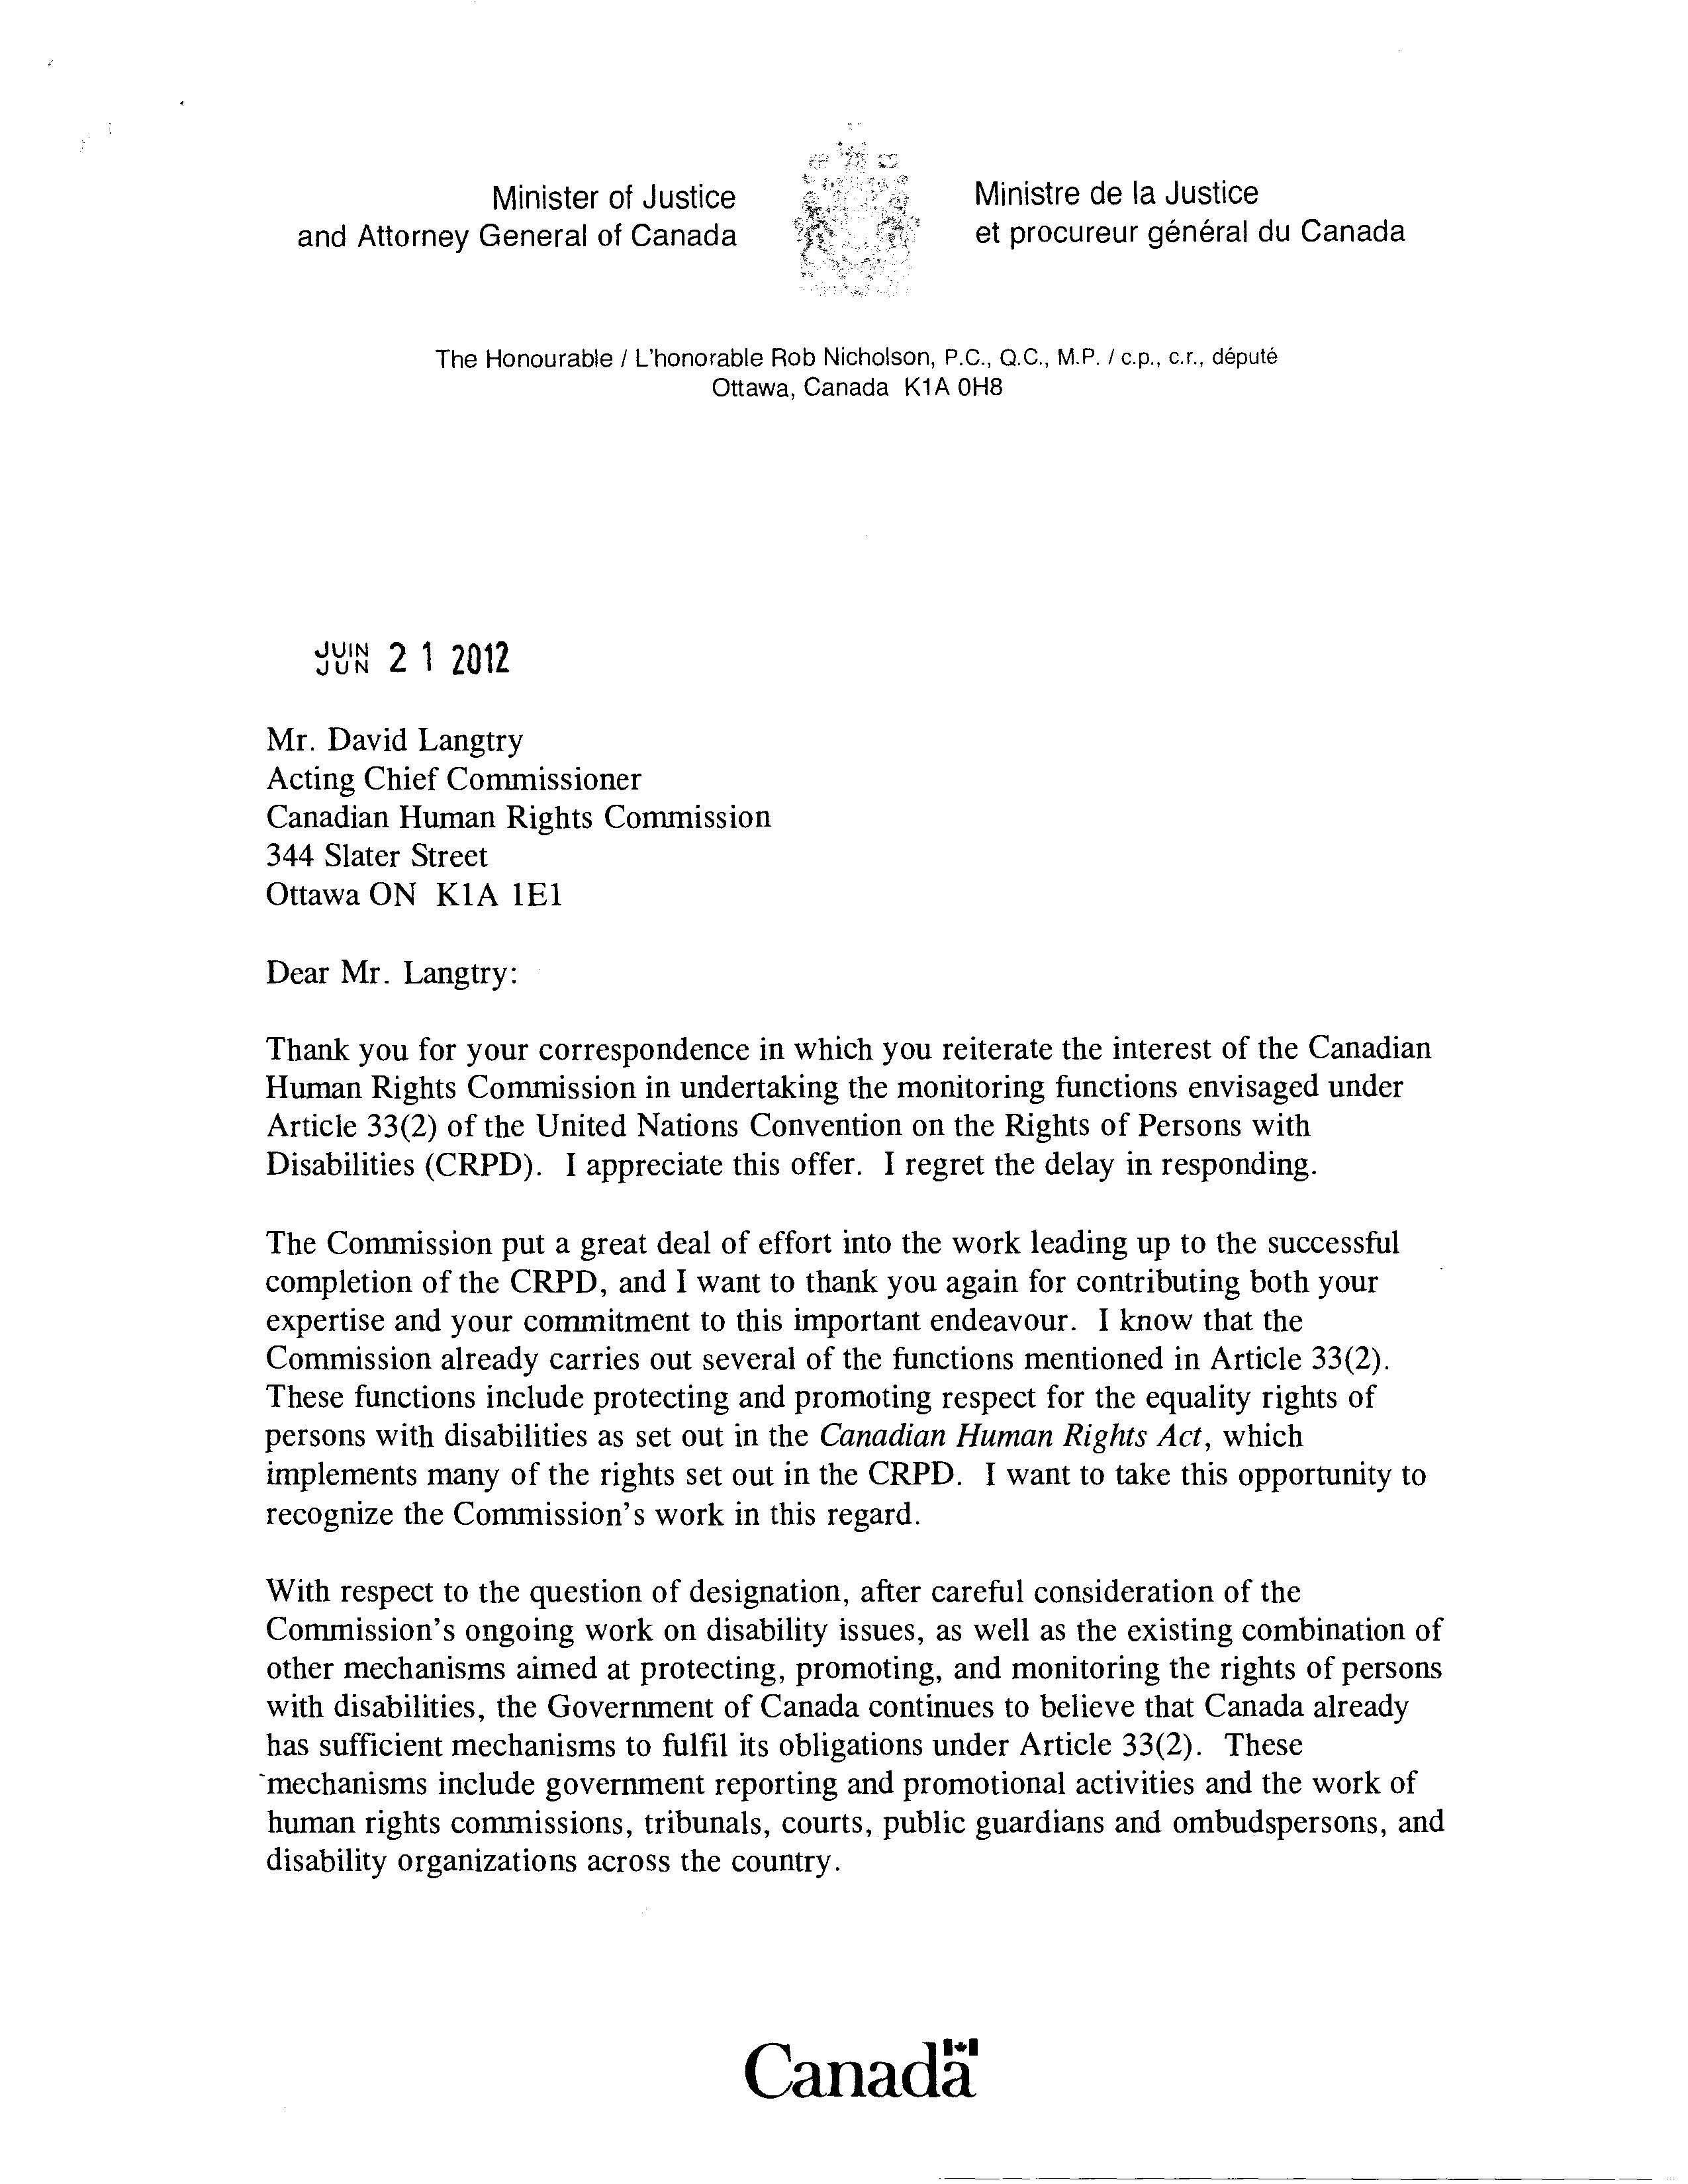 Minister of Justice
and Attorney General of Canada
Ministre de la Justice
et procureur général du Canada
The Honourable / L'honorable Rob Nicholson, P.C., Q.C., M.P. / c.p., c.r., député
Ottawa, Canada K1A 0H8
JUIN
JUN 21 2012
Mr. David Langtry
Acting Chief Commissioner
Canadian Human Rights Commission
344 Slater Street
Ottawa ON K1A 1E1
Dear Mr. Langtry:
Thank you for your correspondence in which you reiterate the interest of the Canadian
Human Rights Commission in undertaking the monitoring functions envisaged under
Article 33(2) of the United Nations Convention on the Rights of Persons with
Disabilities (CRPD). I appreciate this offer. I regret the delay in responding.
The Commission put a great deal of effort into the work leading up to the successful
completion of the CRPD, and I want to thank you again for contributing both your
expertise and your commitment to this important endeavour. I know that the
Commission already carries out several of the functions mentioned in Article 33(2).
These functions include protecting and promoting respect for the equality rights of
persons with disabilities as set out in the Canadian Human Rights Act, which
implements many of the rights set out in the CRPD. I want to take this opportunity to
recognize the Commission's work in this regard.
With respect to the question of designation, after careful consideration of the
Commission's ongoing work on disability issues, as well as the existing combination of
other mechanisms aimed at protecting, promoting, and monitoring the rights of persons
with disabilities, the Government of Canada continues to believe that Canada already
has sufficient mechanisms to fulfil its obligations under Article 33(2). These
mechanisms include government reporting and promotional activities and the work of
human rights commissions, tribunals, courts, public guardians and ombudspersons, and
disability organizations across the country.
Canada